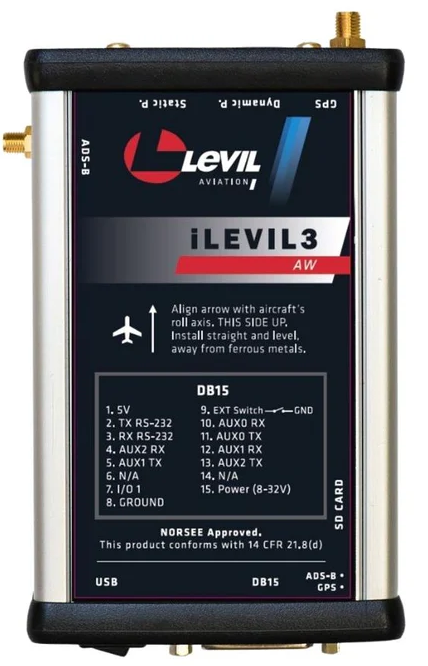 Static P. Dynamic P. GPS
ADS-B
LEVIL
AVIATION
iLEVIL3
AW
Align arrow with aircraft's
roll axis. THIS SIDE UP.
Install straight and level,
away from ferrous metals.
DB15
1. 5V
2. TX RS-232
3. RX RS-232
4. AUX2 RX
5. AUX1 TX
6. N/A
7. I/O 1
8. GROUND
9. EXT Switch GND
10. AUX0 RX
11. AUX0 TX
12. AUX1 RX
13. AUX2 TX
14. N/A
15. Power (8-32V)
SD CARD
NORSEE Approved.
This product conforms with 14 CFR 21.8(d)
USB DB15 ADS-B •
GPS •